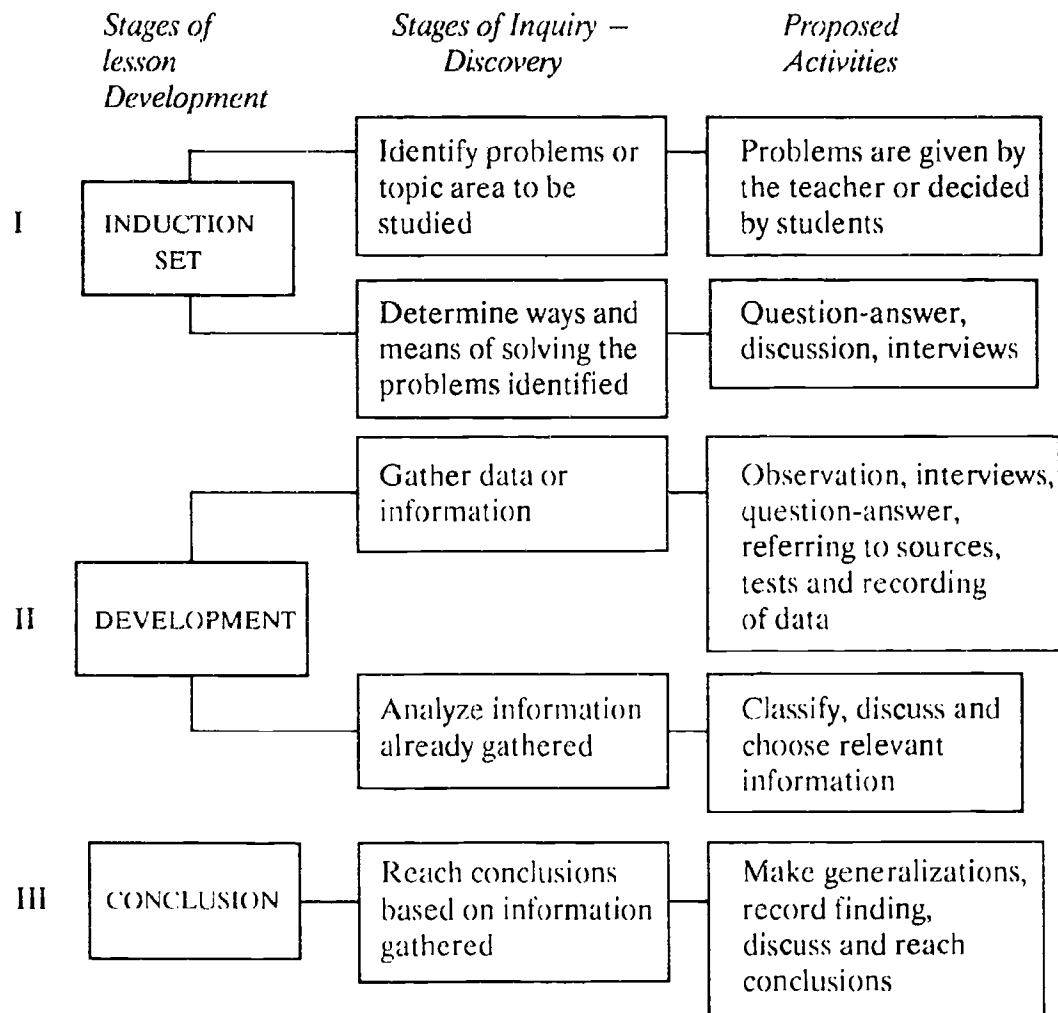 Stages of
lesson
Development
Stages of Inquiry –
Discovery
Proposed
Activities
I
INDUCTION
SET
Identify problems or
topic area to be
studied
Problems are given by
the teacher or decided
by students
Determine ways and
means of solving the
problems identified
Question-answer,
discussion, interviews
II
DEVELOPMENT
Gather data or
information
Observation, interviews,
question-answer,
referring to sources,
tests and recording
of data
Analyze information
already gathered
Classify, discuss and
choose relevant
information
III
CONCLUSION
Reach conclusions
based on information
gathered
Make generalizations,
record finding,
discuss and reach
conclusions